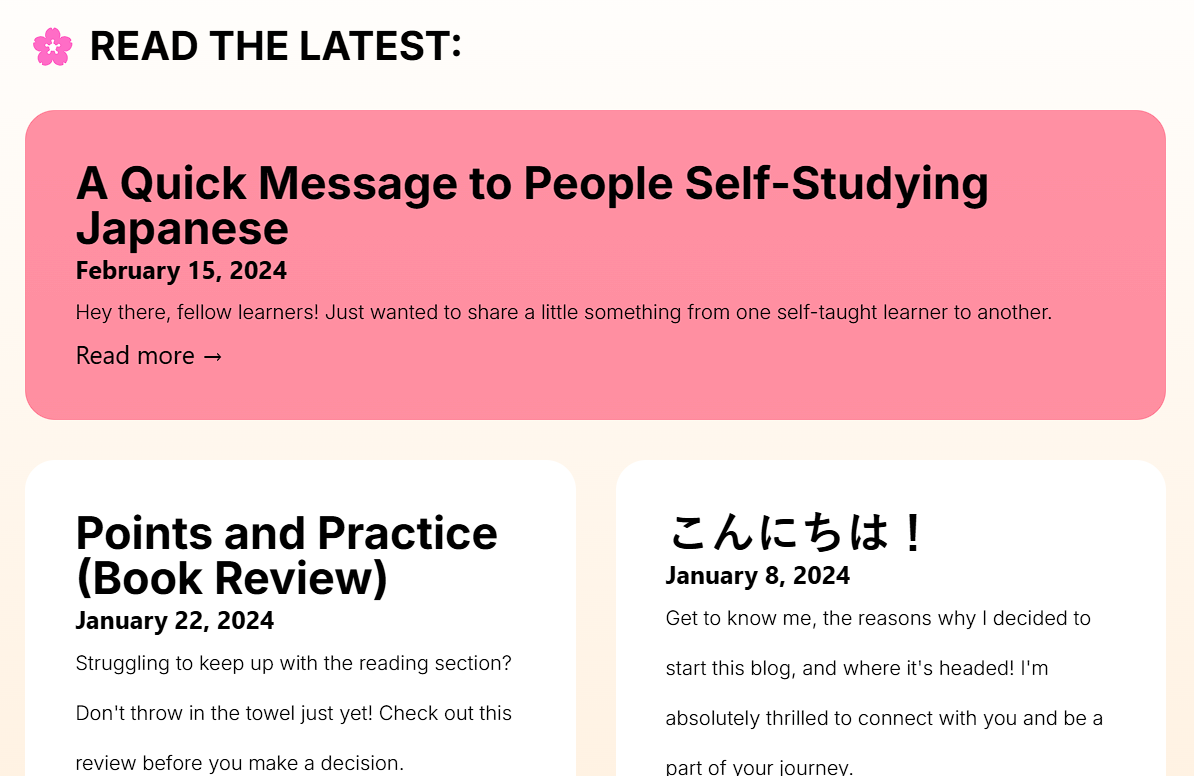 READ THE LATEST:
A Quick Message to People Self-Studying
Japanese
February 15, 2024
Hey there, fellow learners! Just wanted to share a little something from one self-taught learner to another.
Read more →
Points and Practice
(Book Review)
January 22, 2024
Struggling to keep up with the reading section?
Don't throw in the towel just yet! Check out this
review before you make a decision.
こんにちは！
January 8, 2024
Get to know me, the reasons why I decided to
start this blog, and where it's headed! I'm
absolutely thrilled to connect with you and be a
part of your journey.